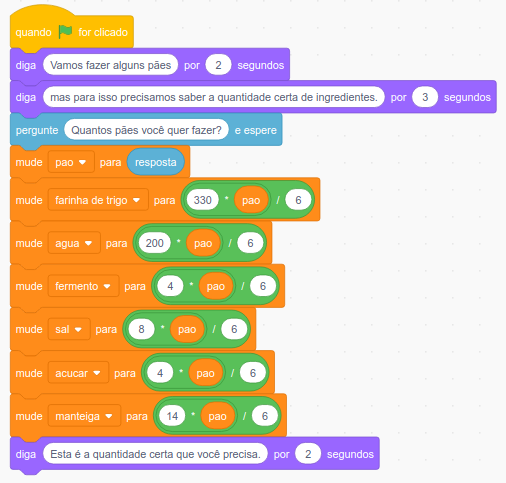 quando for clicado
diga Vamos fazer alguns pães por 2 segundos
diga mas para isso precisamos saber a quantidade certa de ingredientes. por 3 segundos
pergunte Quantos pães você quer fazer? e espere
mude pao para resposta
mude farinha de trigo para 330 * pao / 6
mude agua para 200 * pao / 6
mude fermento para 4 * pao / 6
mude sal para 8 * pao / 6
mude acucar para 4 * pao / 6
mude manteiga para 14 * pao / 6
diga Esta é a quantidade certa que você precisa. por 2 segundos